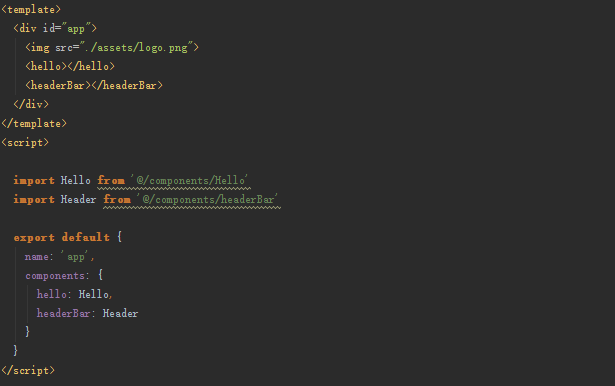 <template>
  <div id="app">
    <img src="./assets/logo.png">
    <hello></hello>
    <headerBar></headerBar>
  </div>
</template>
<script>
  import Hello from '@/components/Hello'
  import Header from '@/components/headerBar'
  export default {
    name: 'app',
    components: {
      hello: Hello,
      headerBar: Header
    }
  }
</script>